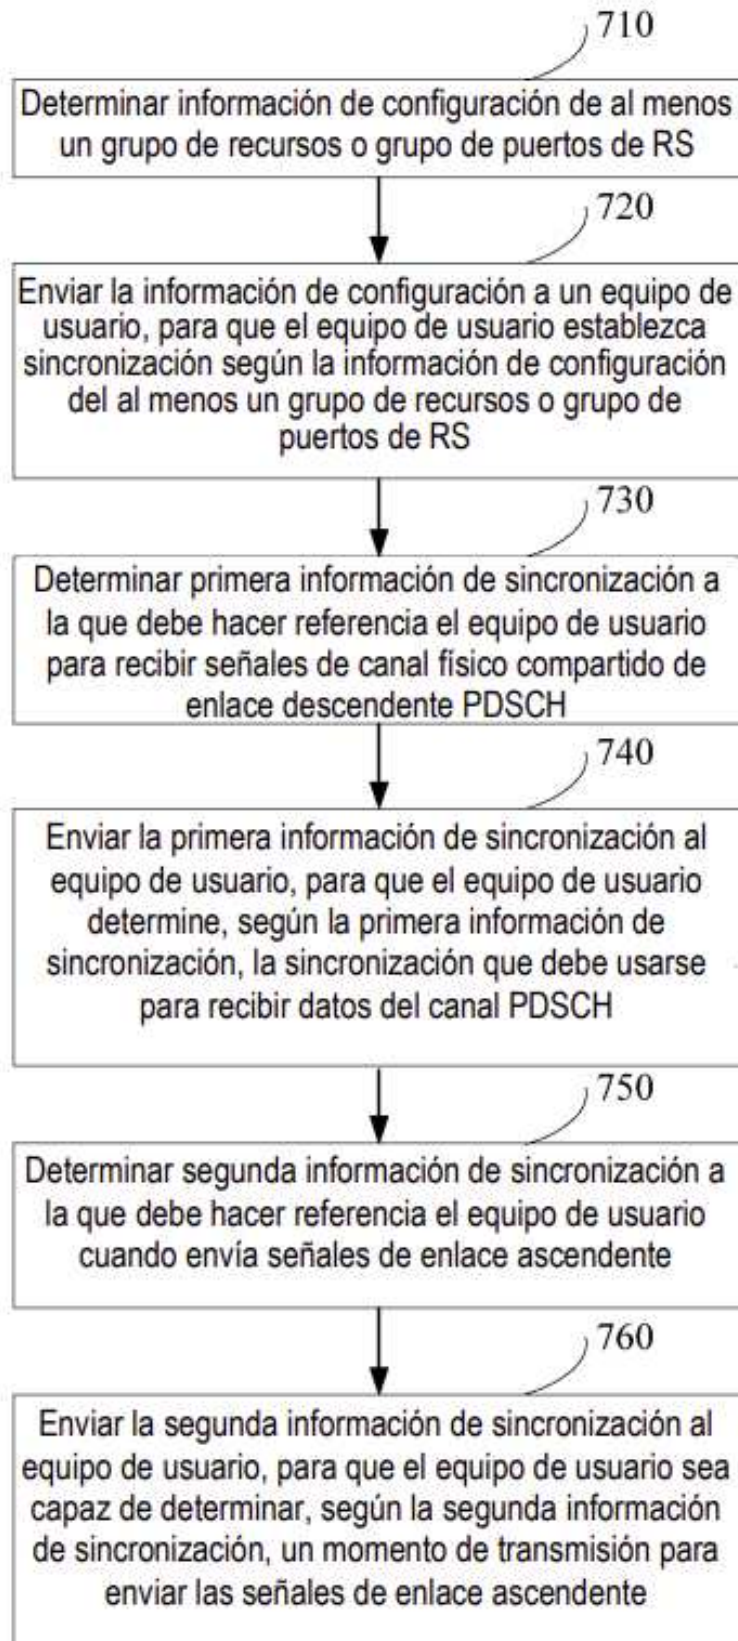 710
Determinar información de configuración de al menos
un grupo de recursos o grupo de puertos de RS
720
Enviar la información de configuración a un equipo de
usuario, para que el equipo de usuario establezca
sincronización según la información de configuración
del al menos un grupo de recursos o grupo de
puertos de RS
730
Determinar primera información de sincronización a
la que debe hacer referencia el equipo de usuario
para recibir señales de canal físico compartido de
enlace descendente PDSCH
740
Enviar la primera información de sincronización al
equipo de usuario, para que el equipo de usuario
determine, según la primera información de
sincronización, la sincronización que debe usarse
para recibir datos del canal PDSCH
750
Determinar segunda información de sincronización a
la que debe hacer referencia el equipo de usuario
cuando envía señales de enlace ascendente
760
Enviar la segunda información de sincronización al
equipo de usuario, para que el equipo de usuario sea
capaz de determinar, según la segunda información
de sincronización, un momento de transmisión para
enviar las señales de enlace ascendente